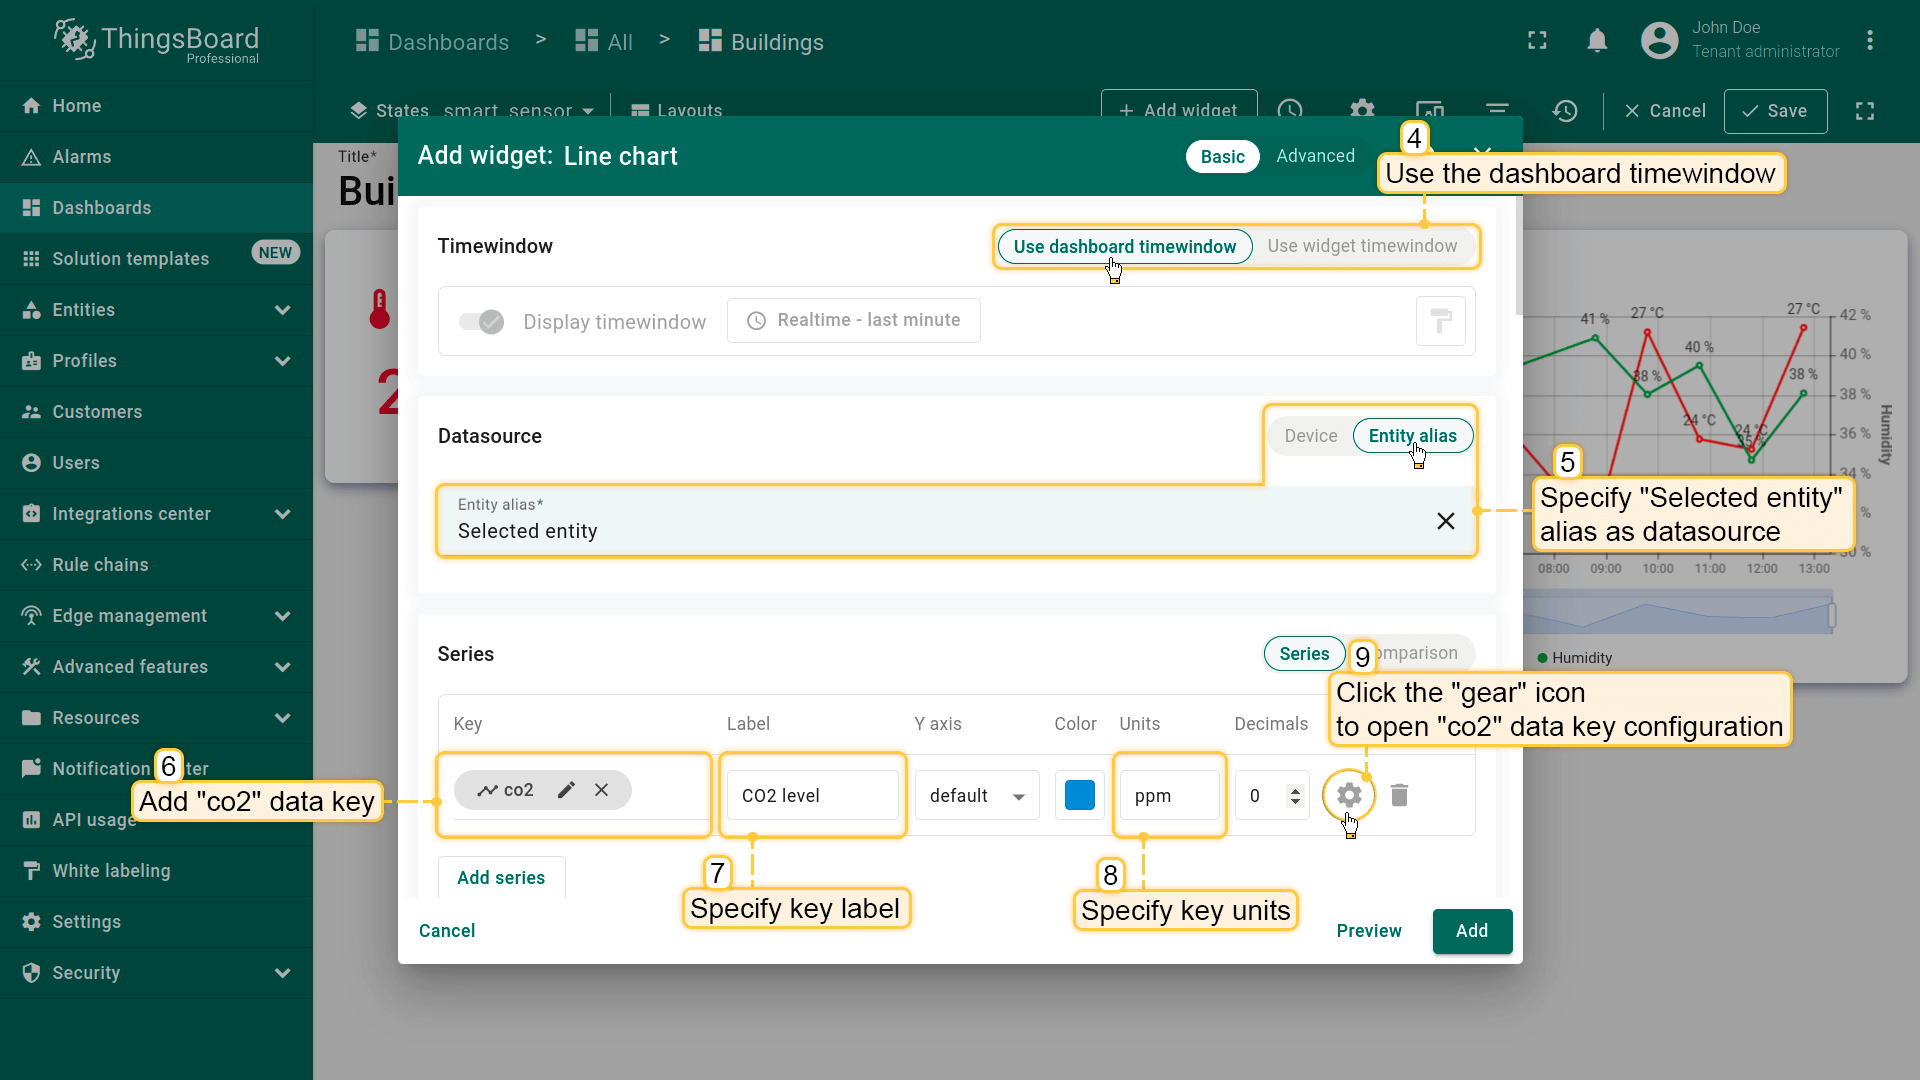 ThingsBoard
Professional
Dashboards > All > Buildings
John Doe
Tenant administrator
Home
Alarms
Dashboards
Solution templates NEW
Entities
Profiles
Customers
Users
Integrations center
Rule chains
Edge management
Advanced features
Resources
Notification ter
API usage
White labeling
Settings
Security
States smart_sensor Layouts
+ Add widget
Cancel Save
Title*
Bui
2
Add widget: Line chart
Basic Advanced
4
Use the dashboard timewindow
Timewindow
Use dashboard timewindow Use widget timewindow
Display timewindow Realtime - last minute
Datasource
Device Entity alias
Entity alias*
Selected entity
5
Specify "Selected entity"
alias as datasource
Series
Series omparison
9
Click the "gear" icon
to open "co2" data key configuration
Key Label Y axis Color Units Decimals
6
Add "co2" data key
co2 CO2 level default ppm 0
Add series
7
Specify key label
8
Specify key units
Cancel Preview Add
41 % 27 °C 27 °C
38 % 40 % 38 %
24 °C 24 °C
35 %
42 %
40 %
38 %
36 %
34 %
%
30 %
Humidity
08:00 09:00 10:00 11:00 12:00 13:00
Humidity